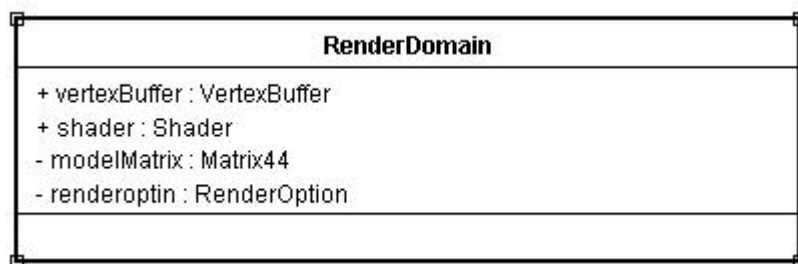 RenderDomain
+ vertexBuffer : VertexBuffer
+ shader : Shader
- modelMatrix : Matrix44
- renderoptin : RenderOption